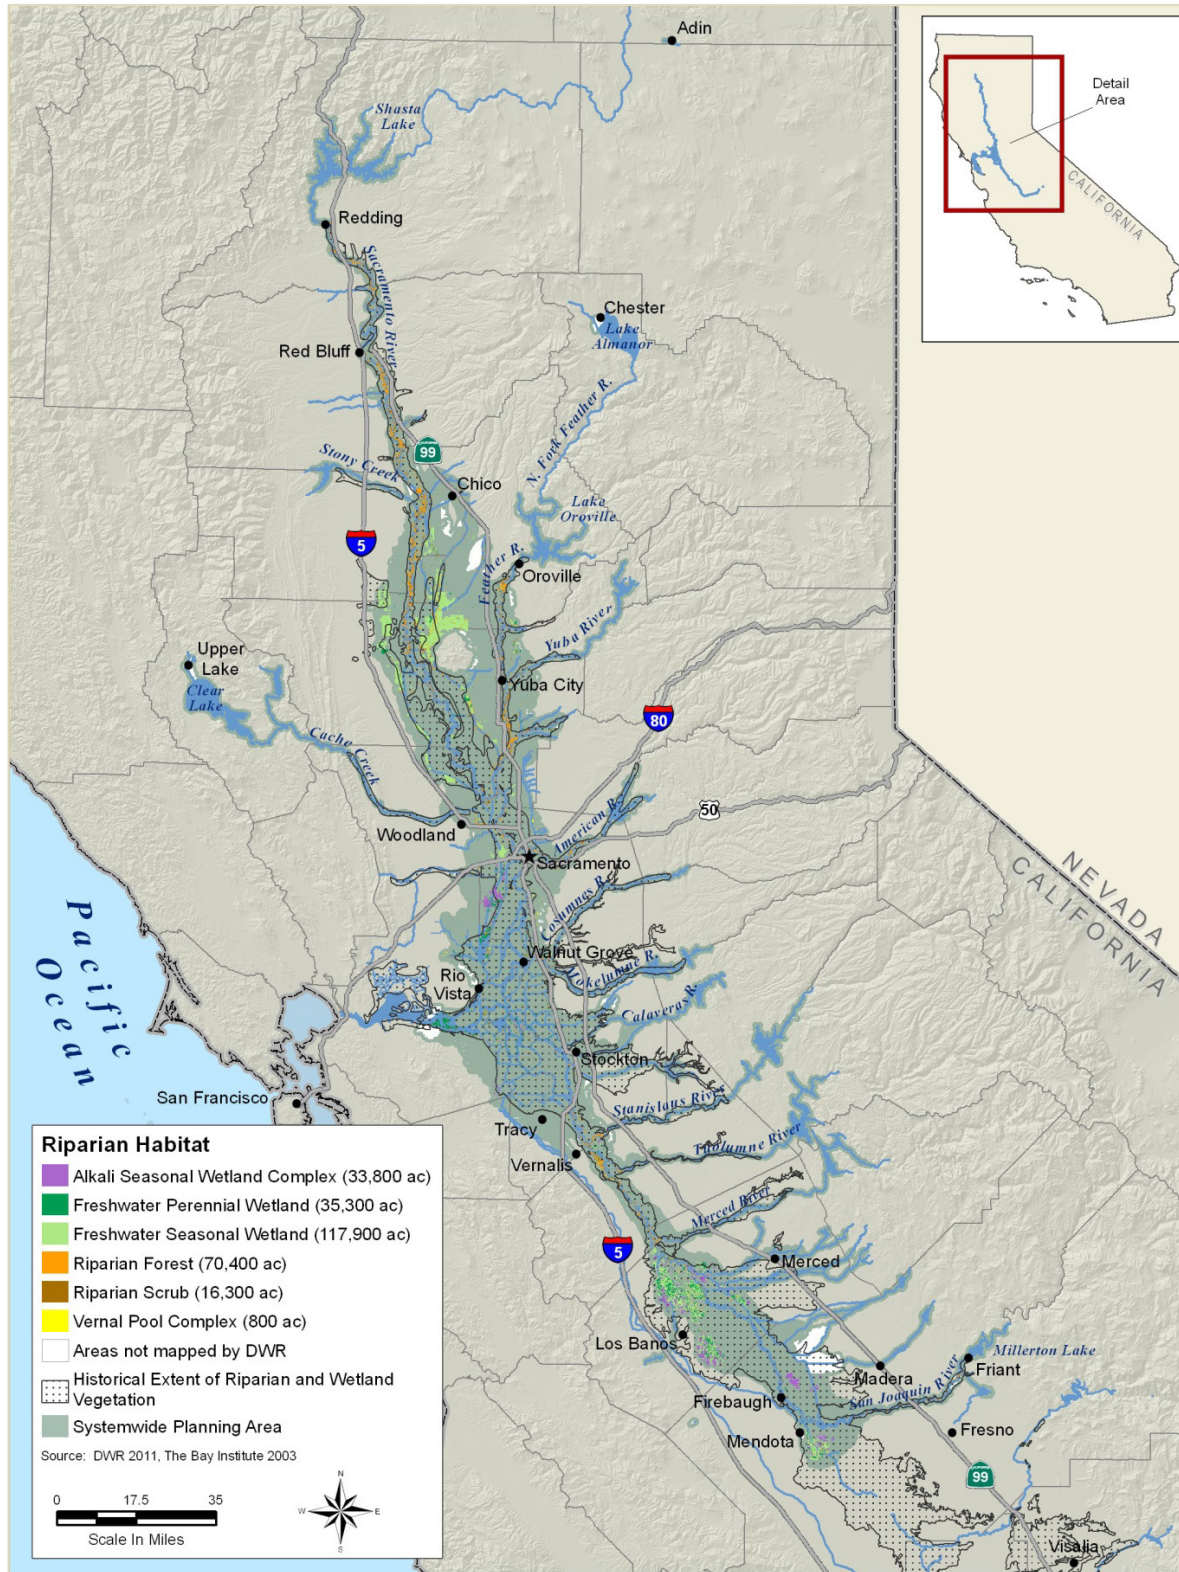 Adin
Detail
Area
CALIFORNIA
Shasta
Lake
Redding
Sacramento River
Chester
Lake
Almanor
Red Bluff
N. Fork Feather R.
99
Stony Creek
Chico
Lake
Oroville
5
Feather R.
Oroville
Yuba River
Upper
Lake
Clear
Lake
Yuba City
80
Cache Creek
50
American R.
Woodland
Sacramento
NEVADA
CALIFORNIA
Cosumnes R.
Pacific
Ocean
Walnut Grove
Mokelumne R.
Rio
Vista
Calaveras R.
Stockton
San Francisco
Stanislaus River
Tracy
Tuolumne River
Vernalis
Merced River
5
Merced
Los Banos
Millerton Lake
Madera
Friant
San Joaquin River
Firebaugh
Mendota
Fresno
99
Visalia
Riparian Habitat
Alkali Seasonal Wetland Complex (33,800 ac)
Freshwater Perennial Wetland (35,300 ac)
Freshwater Seasonal Wetland (117,900 ac)
Riparian Forest (70,400 ac)
Riparian Scrub (16,300 ac)
Vernal Pool Complex (800 ac)
Areas not mapped by DWR
Historical Extent of Riparian and Wetland
Vegetation
Systemwide Planning Area
Source: DWR 2011, The Bay Institute 2003
0 17.5 35
Scale In Miles
N
W E
S